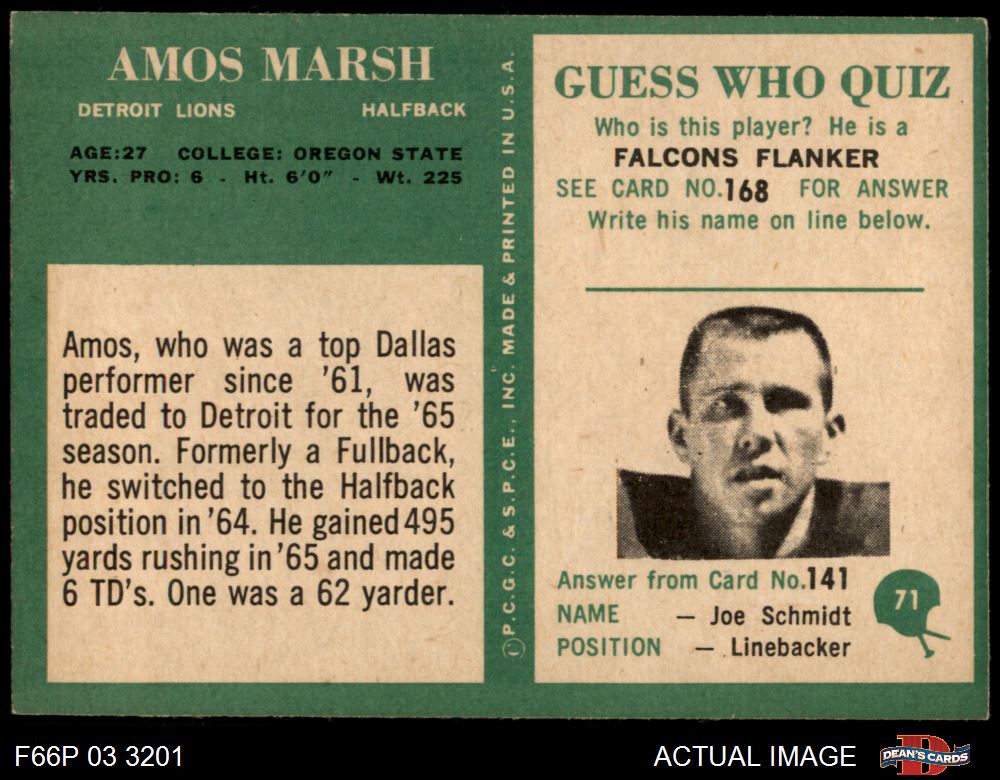 AMOS MARSH
DETROIT LIONS HALFBACK
AGE:27 COLLEGE: OREGON STATE
YRS. PRO: 6 - Ht. 6'0" - Wt. 225
Amos, who was a top Dallas
performer since '61, was
traded to Detroit for the '65
season. Formerly a Fullback,
he switched to the Halfback
position in '64. He gained 495
yards rushing in '65 and made
6 TD's. One was a 62 yarder.
© P.C.G.C. & S.P.C.E., INC. MADE & PRINTED IN U.S.A.
GUESS WHO QUIZ
Who is this player? He is a
FALCONS FLANKER
SEE CARD NO.168 FOR ANSWER
Write his name on line below.
Answer from Card No.141
NAME — Joe Schmidt
POSITION — Linebacker
71
F66P 03 3201
ACTUAL IMAGE
DEAN'S CARDS